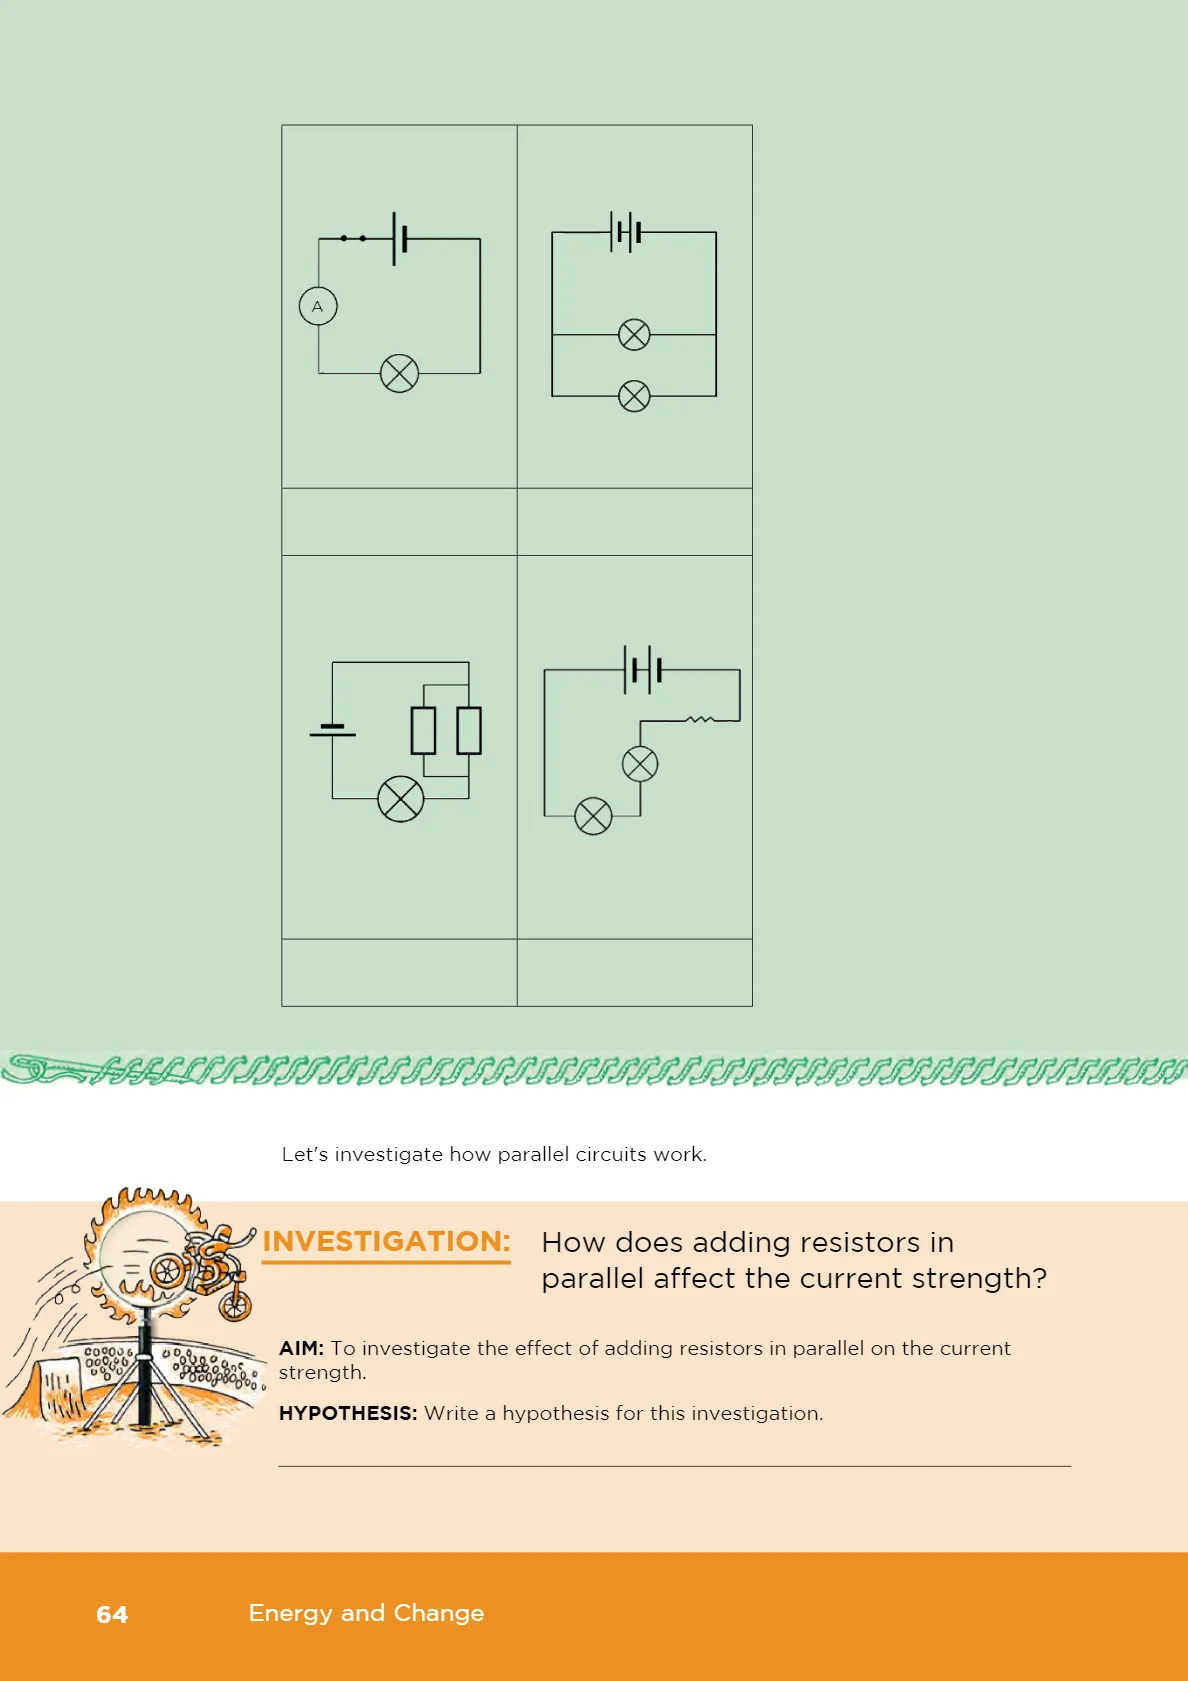 A
Let's investigate how parallel circuits work.
INVESTIGATION: How does adding resistors in
parallel affect the current strength?
AIM: To investigate the effect of adding resistors in parallel on the current
strength.
HYPOTHESIS: Write a hypothesis for this investigation.
64 Energy and Change